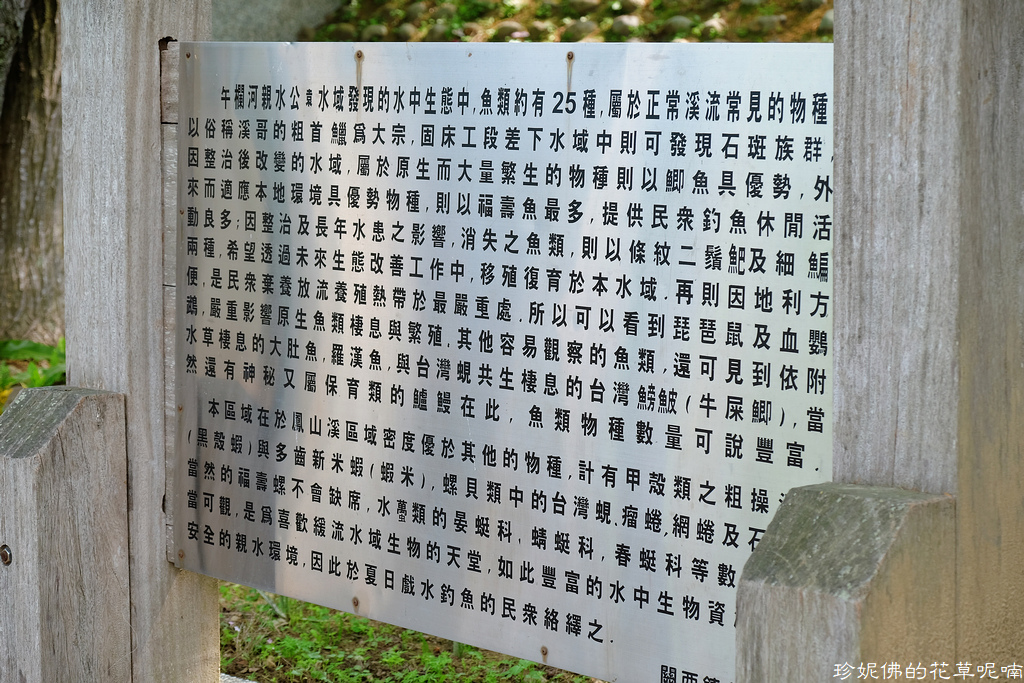 午欄河親水公園水域發現的水中生態中,魚類約有25種,屬於正常溪流常見的物種
以俗稱溪哥的粗首鱲爲大宗,固床工段差下水域中則可發現石斑族群,
因整治後改變的水域,屬於原生而大量繁生的物種則以鯽魚具優勢,外
來而適應本地環境具優勢物種,則以福壽魚最多,提供民衆釣魚休閒活
動良多;因整治及長年水患之影響,消失之魚類,則以條紋二鬚䰾及細鯿
兩種,希望透過未來生態改善工作中,移殖復育於本水域.再則因地利方
便,是民衆棄養放流養殖熱帶於最嚴重處.所以可以看到琵琶鼠及血鸚
鵡,嚴重影響原生魚類棲息與繁殖.其他容易觀察的魚類,還可見到依附
水草棲息的大肚魚,羅漢魚,與台灣蜆共生棲息的台灣鰟鮍(牛屎鯽),當
然還有神秘又屬保育類的鱸鰻在此,魚類物種數量可說豐富.
本區域在於鳳山溪區域密度優於其他的物種,計有甲殼類之粗操
(黑殼蝦)與多齒新米蝦(蝦米),螺貝類中的台灣蜆.瘤蜷,網蜷及石
當然的福壽螺不會缺席,水蠆類的晏蜓科,蜻蜓科,春蜓科等數
當可觀,是爲喜歡緩流水域生物的天堂,如此豐富的水中生物資
安全的親水環境,因此於夏日戲水釣魚的民衆絡繹之.
關西鎮
珍妮佛的花草呢喃